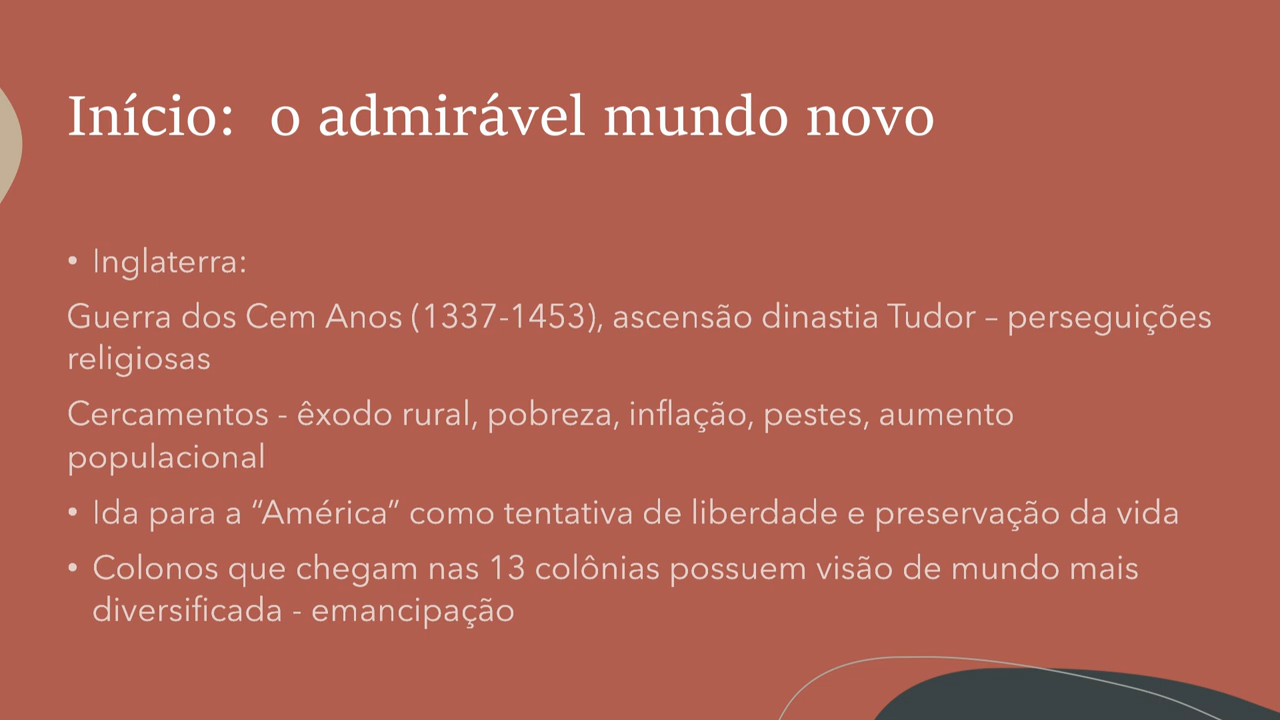 Início:  o admirável mundo novo
• Inglaterra:
Guerra dos Cem Anos (1337-1453), ascensão dinastia Tudor – perseguições
religiosas
Cercamentos - êxodo rural, pobreza, inflação, pestes, aumento
populacional
• Ida para a “América” como tentativa de liberdade e preservação da vida
• Colonos que chegam nas 13 colônias possuem visão de mundo mais
diversificada - emancipação